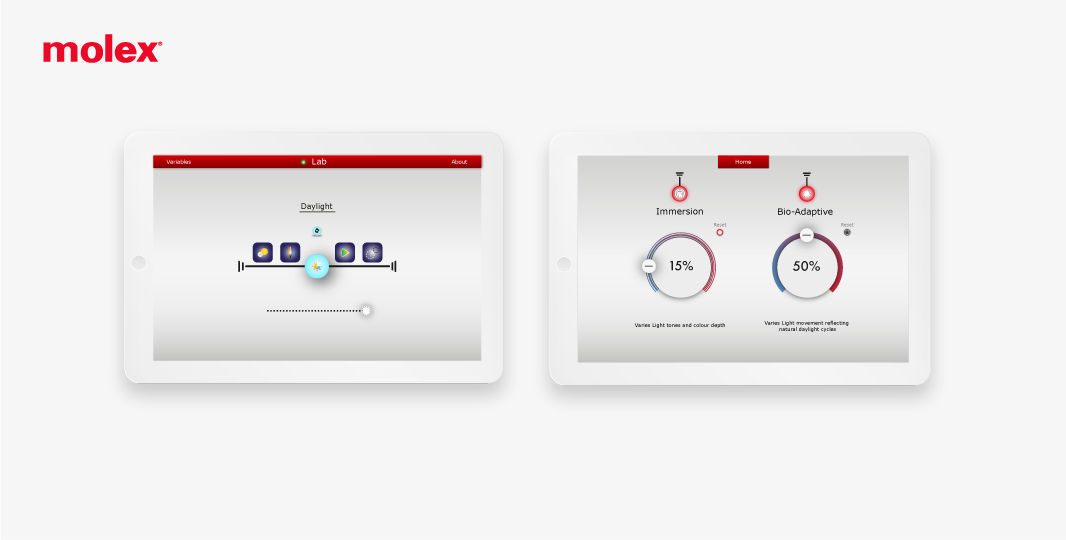 molex®
Variables
Lab
About
Daylight
Home
Immersion
Reset
15%
Varies Light tones and colour depth
Bio-Adaptive
Reset
50%
Varies Light movement reflecting
natural daylight cycles